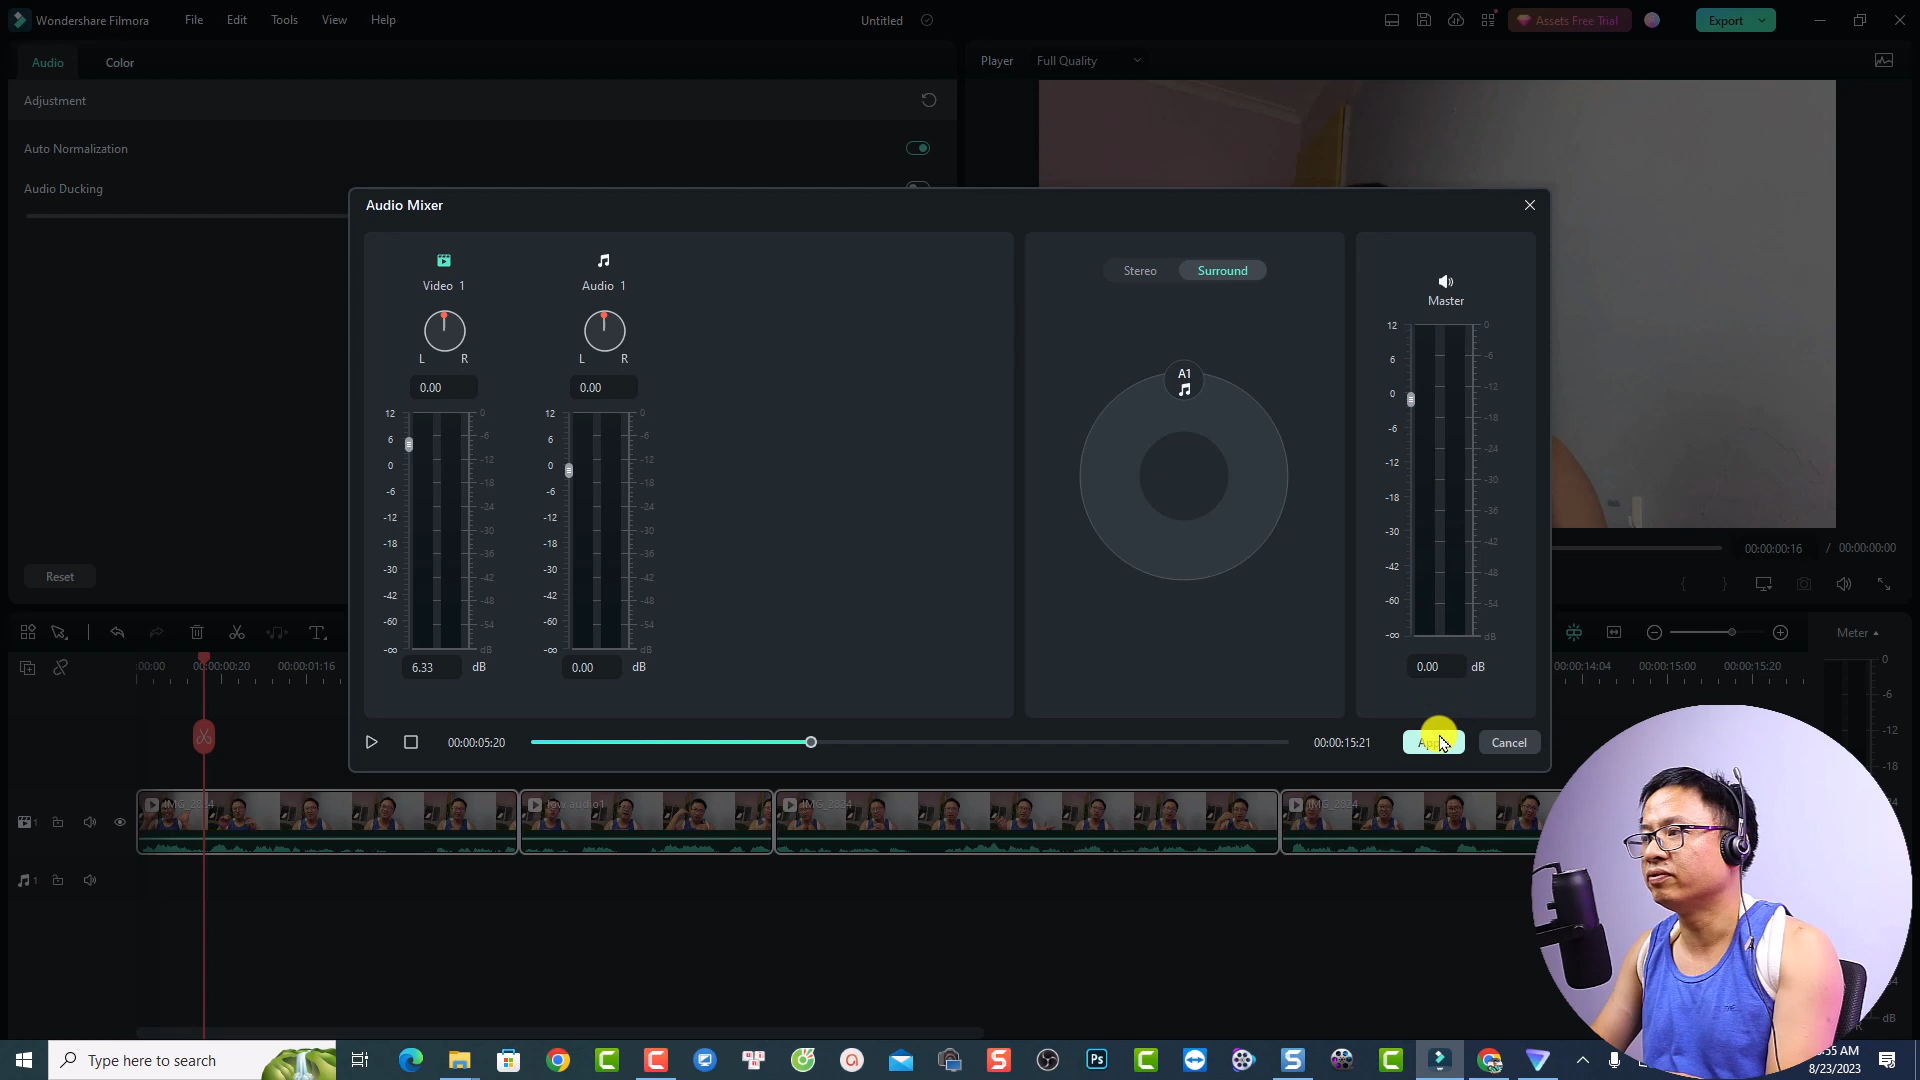 Wondershare Filmora File Edit Tools View Help Untitled Assets Free Trial Export
Audio Color Player Full Quality
Adjustment
Auto Normalization
Audio Ducking
Reset
Audio Mixer
Video 1 Audio 1 Stereo Surround Master
L R L R
0.00 0.00
A1
12 6 0 -6 -12 -18 -30 -42 -60 -∞
0 -6 -12 -18 -24 -30 -36 -42 -48 -54 dB
12 6 0 -6 -12 -18 -30 -42 -60 -∞
0 -6 -12 -18 -24 -30 -36 -42 -48 -54 dB
12 6 0 -6 -12 -18 -30 -42 -60 -∞
0 -6 -12 -18 -24 -30 -36 -42 -48 -54 dB
6.33 dB 0.00 dB 0.00 dB
00:00:05:20 00:00:15:21 Cancel
00:00:00:16 / 00:00:00:00
Meter
:00:00 00:00:00:20 00:00:01:16 00:00:14:04 00:00:15:00 00:00:15:20
0
-6
-18
dB
R
1 IMG_2824 low audio1 IMG_2824 IMG_2824
1
Type here to search
Ps
:55 AM
8/23/2023